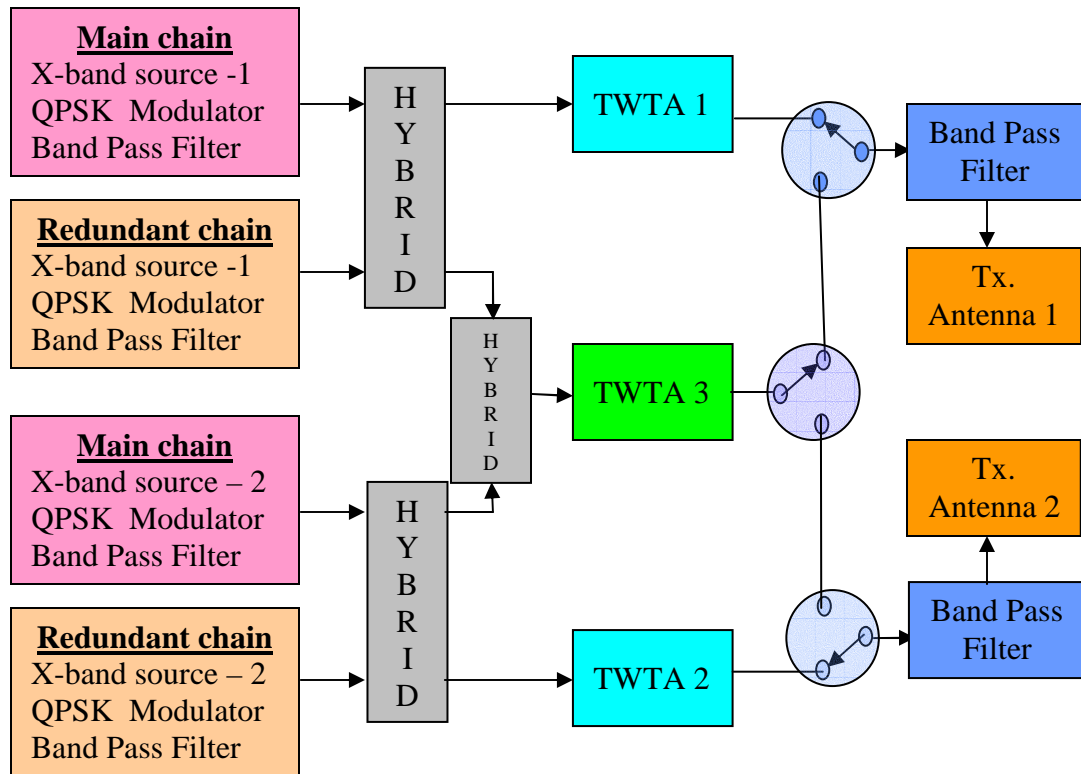 Main chain
X-band source -1
QPSK Modulator
Band Pass Filter
Redundant chain
X-band source -1
QPSK Modulator
Band Pass Filter
Main chain
X-band source – 2
QPSK Modulator
Band Pass Filter
Redundant chain
X-band source – 2
QPSK Modulator
Band Pass Filter
H
Y
B
R
I
D
H
Y
B
R
I
D
H
Y
B
R
I
D
TWTA 1
TWTA 3
TWTA 2
Band Pass
Filter
Tx.
Antenna 1
Tx.
Antenna 2
Band Pass
Filter